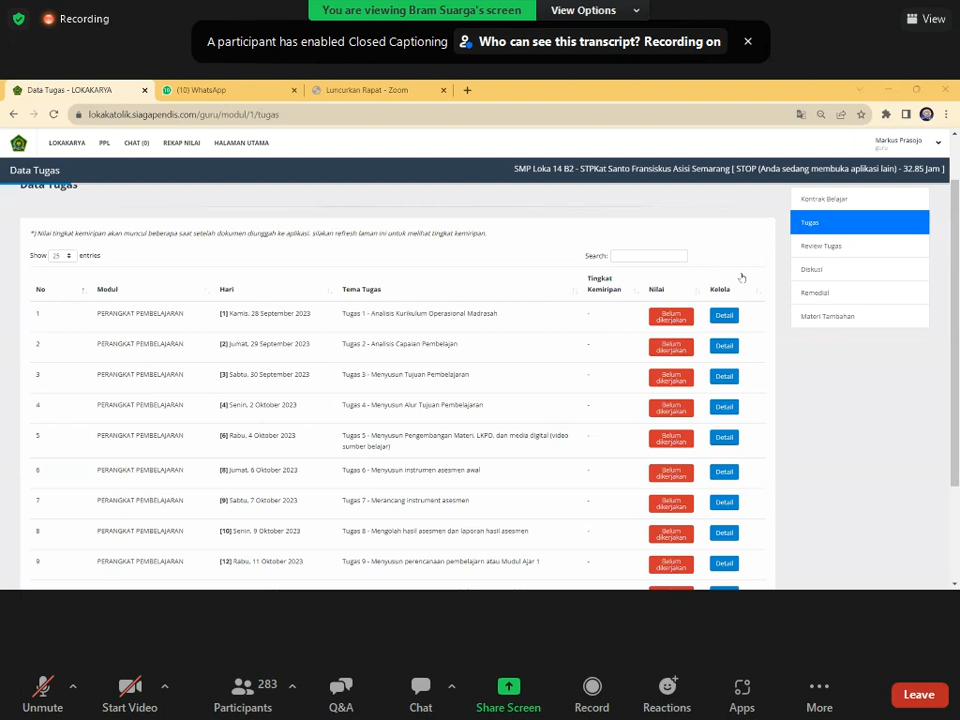 Recording
You are viewing Bram Suarga's screen
View Options
View
A participant has enabled Closed Captioning
Who can see this transcript? Recording on
Data Tugas - LOKAKARYA
(10) WhatsApp
Luncurkan Rapat - Zoom
lokakatolik.siagapendis.com/guru/modul/1/tugas
LOKAKARYA
PPL
CHAT (0)
REKAP NILAI
HALAMAN UTAMA
Markus Prasojo
guru
Data Tugas
SMP Loka 14 B2 - STPKat Santo Fransiskus Asisi Semarang [ STOP (Anda sedang membuka aplikasi lain) - 32.85 Jam ]
Data Tugas
*) Nilai tingkat kemiripan akan muncul beberapa saat setelah dokumen diunggah ke aplikasi. silakan refresh laman ini untuk melihat tingkat kemiripan.
Show 25 entries
Search:
No Modul Hari Tema Tugas Tingkat Kemiripan Nilai Kelola
1 PERANGKAT PEMBELAJARAN [1] Kamis, 28 September 2023 Tugas 1 - Analisis Kurikulum Operasional Madrasah - Belum dikerjakan Detail
2 PERANGKAT PEMBELAJARAN [2] Jumat, 29 September 2023 Tugas 2 - Analisis Capaian Pembelajan - Belum dikerjakan Detail
3 PERANGKAT PEMBELAJARAN [3] Sabtu, 30 September 2023 Tugas 3 - Menyusun Tujuan Pembelajaran - Belum dikerjakan Detail
4 PERANGKAT PEMBELAJARAN [4] Senin, 2 Oktober 2023 Tugas 4 - Menyusun Alur Tujuan Pembelajaran - Belum dikerjakan Detail
5 PERANGKAT PEMBELAJARAN [6] Rabu, 4 Oktober 2023 Tugas 5 - Menyusun Pengembangan Materi, LKPD, dan media digital (video sumber belajar) - Belum dikerjakan Detail
6 PERANGKAT PEMBELAJARAN [8] Jumat, 6 Oktober 2023 Tugas 6 - Menyusun instrumen asesmen awal - Belum dikerjakan Detail
7 PERANGKAT PEMBELAJARAN [9] Sabtu, 7 Oktober 2023 Tugas 7 - Merancang instrument asesmen - Belum dikerjakan Detail
8 PERANGKAT PEMBELAJARAN [10] Senin, 9 Oktober 2023 Tugas 8 - Mengolah hasil asesmen dan laporan hasil asesmen - Belum dikerjakan Detail
9 PERANGKAT PEMBELAJARAN [12] Rabu, 11 Oktober 2023 Tugas 9 - Menyusun perencanaan pembelajarn atau Mudul Ajar 1 - Belum dikerjakan Detail
Kontrak Belajar
Tugas
Review Tugas
Diskusi
Remedial
Materi Tambahan
Unmute
Start Video
283
Participants
Q&A
Chat
Share Screen
Record
Reactions
Apps
More
Leave